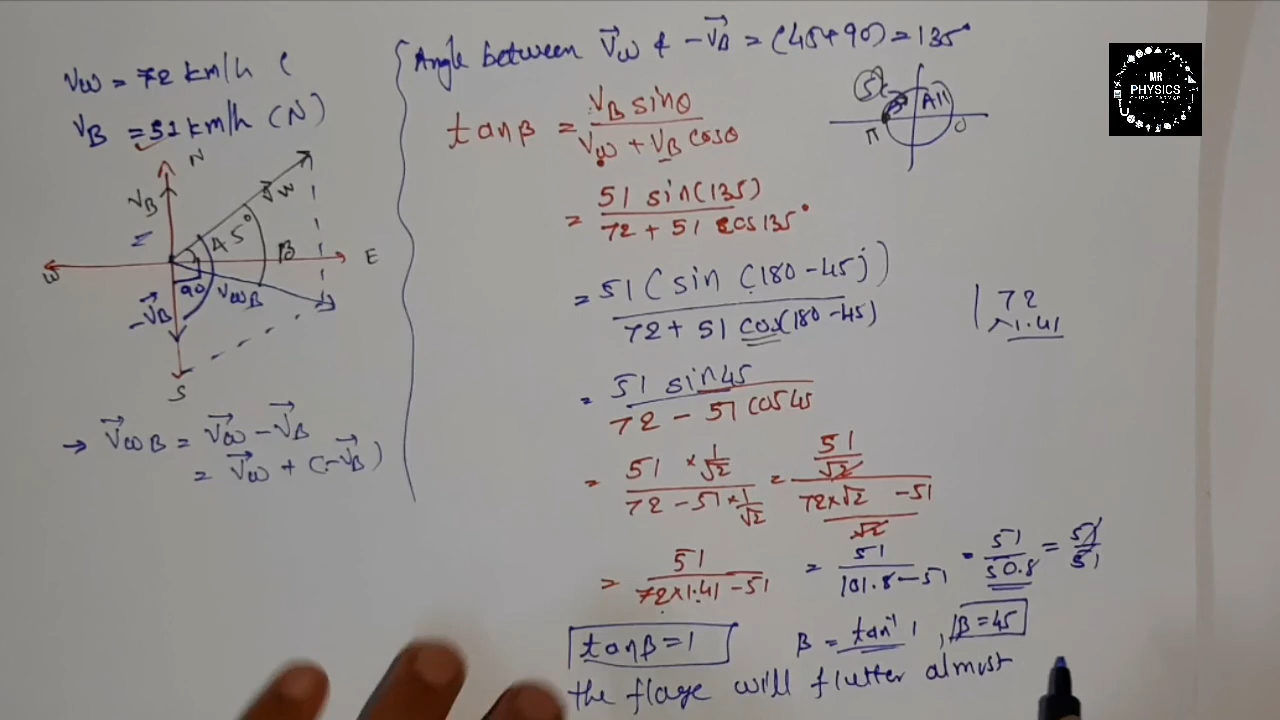 Vw = 72 km/h (
VB = 51 km/h (N)
N
VB
Vw
45°
B
E
W
90
VwB
-VB
S
→ VwB = Vw - VB
= Vw + (-VB)
Angle between Vw & -VB = (45+90) = 135°
tanβ = VB sinθ / Vw + VB cosθ
All
π
0
= 51 sin(135) / 72 + 51 cos 135°
= 51 (sin (180-45)) / 72 + 51 cos(180-45)
72
×1.41
= 51 sin45 / 72 - 51 cos45
= 51 × 1/√2 / 72 - 51 × 1/√2 = 51/√2 / 72×√2 - 51 / √2
= 51 / 72×1.41 - 51 = 51 / 101.8 - 51 = 51 / 50.8 = 51 / 51
tanβ = 1 β = tan⁻¹ 1, β = 45
the flage will flutter almost
MR
PHYSICS